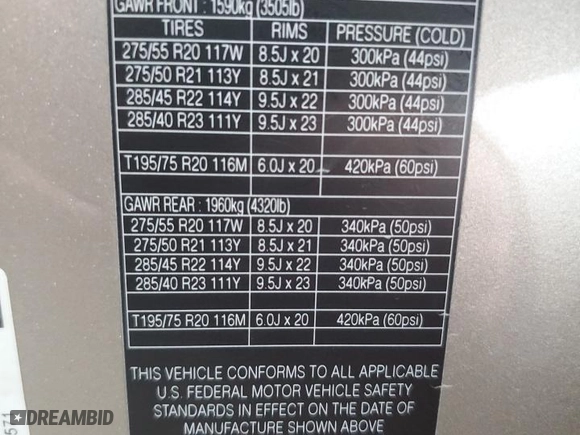 GAWR FRONT : 1590kg (3505lb)
TIRES RIMS PRESSURE (COLD)
275/55 R20 117W 8.5J x 20 300kPa (44psi)
275/50 R21 113Y 8.5J x 21 300kPa (44psi)
285/45 R22 114Y 9.5J x 22 300kPa (44psi)
285/40 R23 111Y 9.5J x 23 300kPa (44psi)
T195/75 R20 116M 6.0J x 20 420kPa (60psi)
GAWR REAR : 1960kg (4320lb)
275/55 R20 117W 8.5J x 20 340kPa (50psi)
275/50 R21 113Y 8.5J x 21 340kPa (50psi)
285/45 R22 114Y 9.5J x 22 340kPa (50psi)
285/40 R23 111Y 9.5J x 23 340kPa (50psi)
T195/75 R20 116M 6.0J x 20 420kPa (60psi)
THIS VEHICLE CONFORMS TO ALL APPLICABLE
U.S. FEDERAL MOTOR VEHICLE SAFETY
STANDARDS IN EFFECT ON THE DATE OF
MANUFACTURE SHOWN ABOVE
DREAMBID